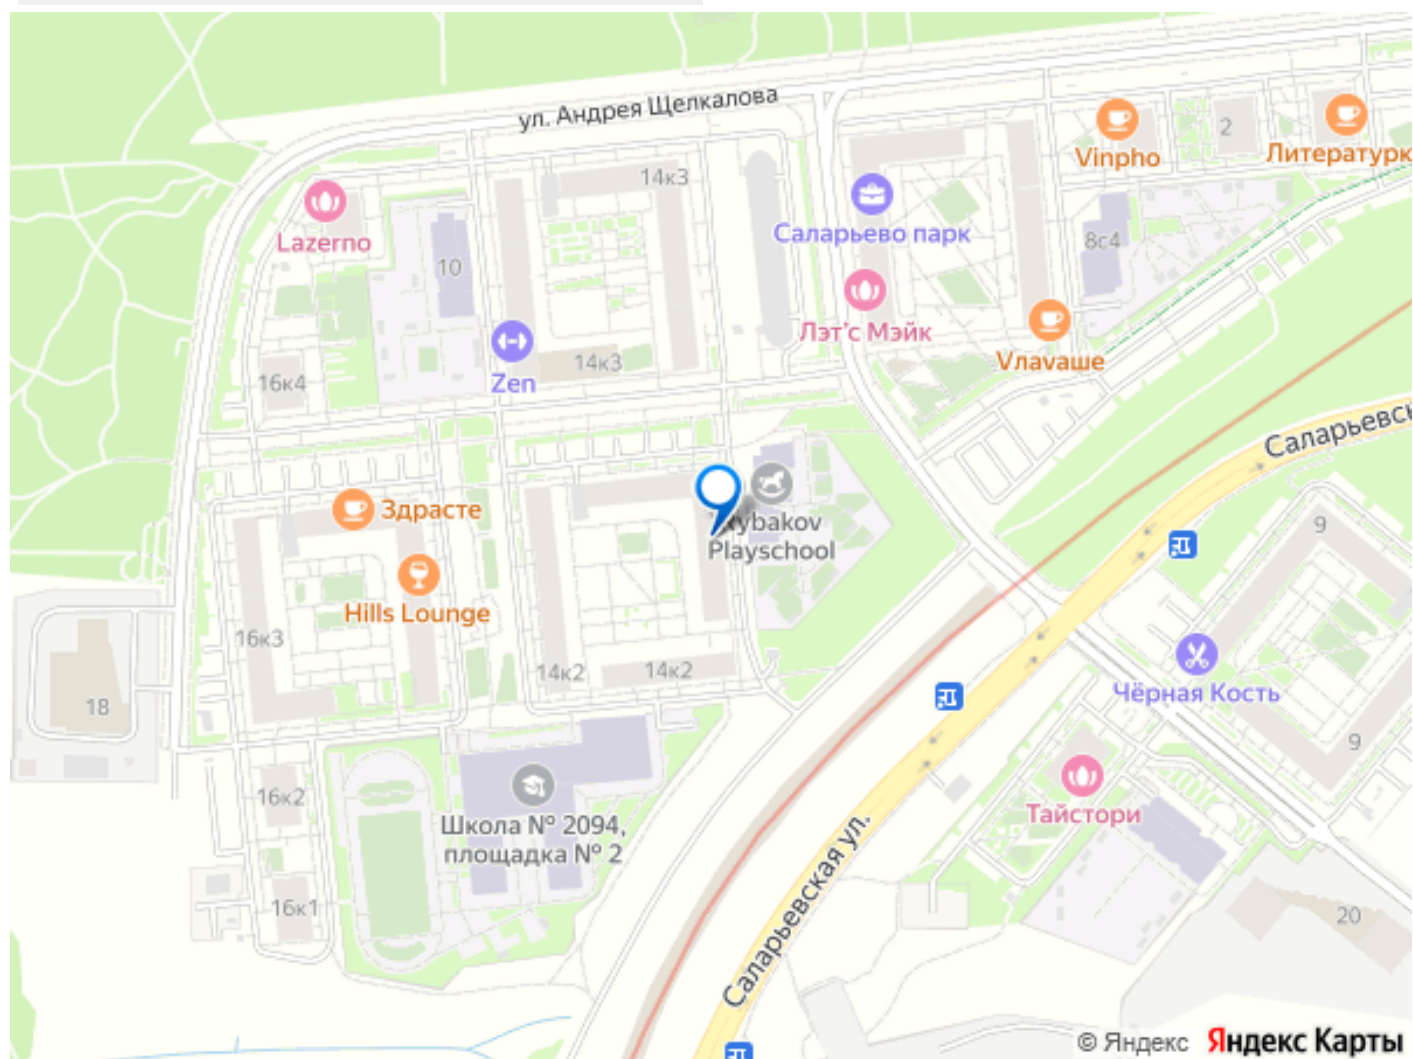 ул. Андрея Щелкалова
Vinpho
2
Литературк
14к3
Lazerno
Саларьево парк
8с4
10
Лэт'с Мэйк
Vлаvаше
14к3
Zen
16к4
Саларьевск
Здрасте
Rybakov
Playschool
9
Hills Lounge
16к3
14к2
14к2
Чёрная Кость
18
9
16к2
Школа № 2094,
площадка № 2
Тайстори
16к1
Саларьевская ул.
20
© Яндекс Яндекс Карты